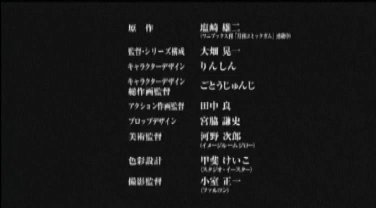 原作 塩崎 雄二
(ワニブックス刊「月刊コミックガム」連載中)
監督・シリーズ構成 大畑 晃一
キャラクターデザイン りんしん
キャラクターデザイン
総作画監督 ごとうじゅんじ
アクション作画監督 田中 良
プロップデザイン 宮脇 謙史
美術監督 河野 次郎
(イメージルームジロー)
色彩設計 甲斐 けいこ
(スタジオ・イースター)
撮影監督 小室 正一
(ファルコン)